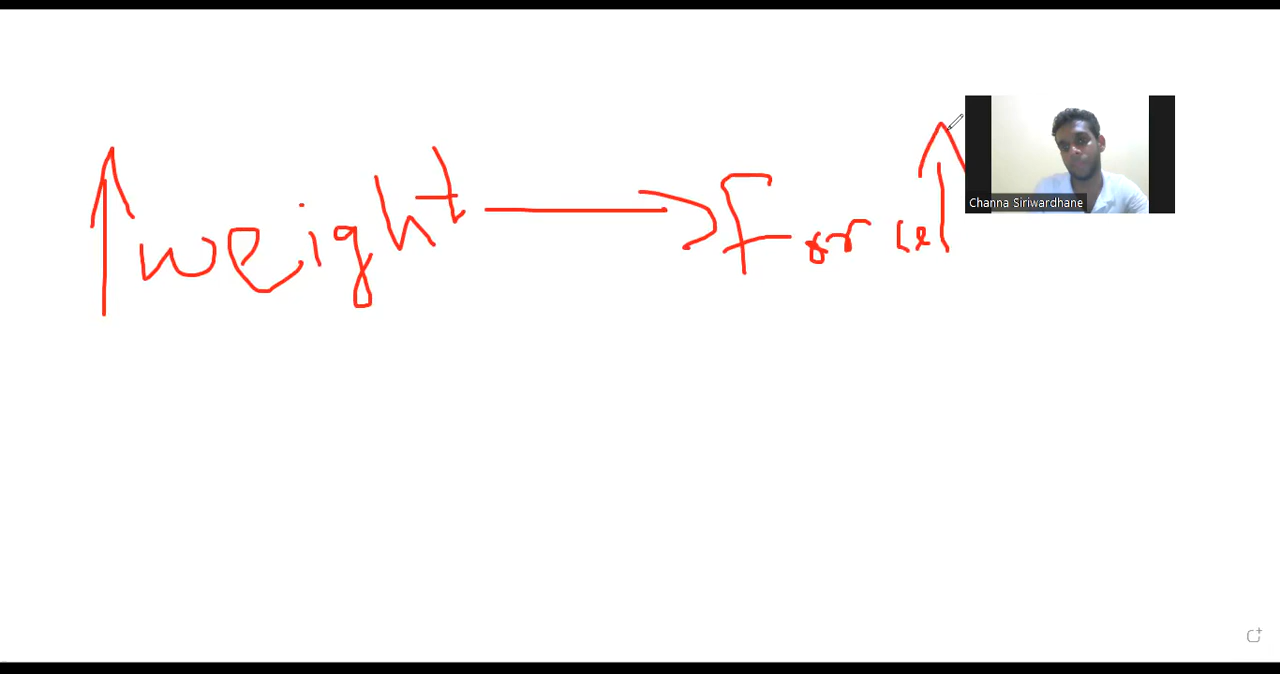 ↑ weight → Force ↑
Channa Siriwardhane